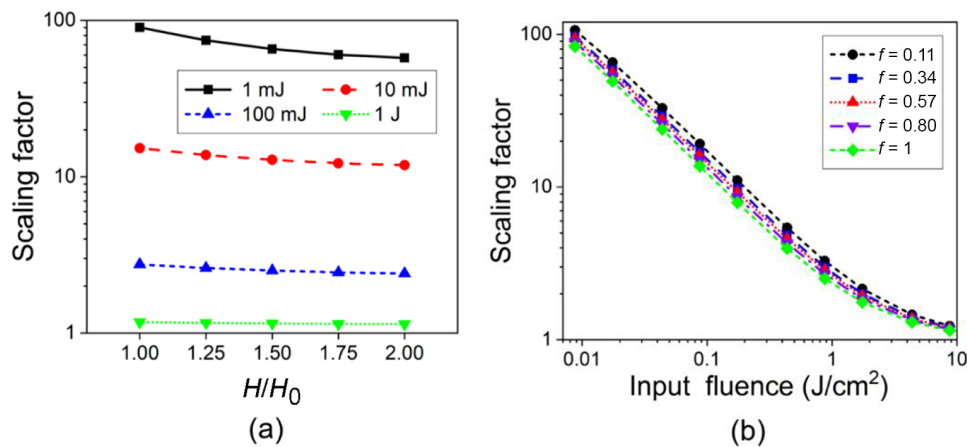 100
10
1
Scaling factor
1 mJ 10 mJ
100 mJ 1 J
1.00 1.25 1.50 1.75 2.00
H/H0
(a)
100
10
1
Scaling factor
f = 0.11
f = 0.34
f = 0.57
f = 0.80
f = 1
0.01 0.1 1 10
Input fluence (J/cm²)
(b)